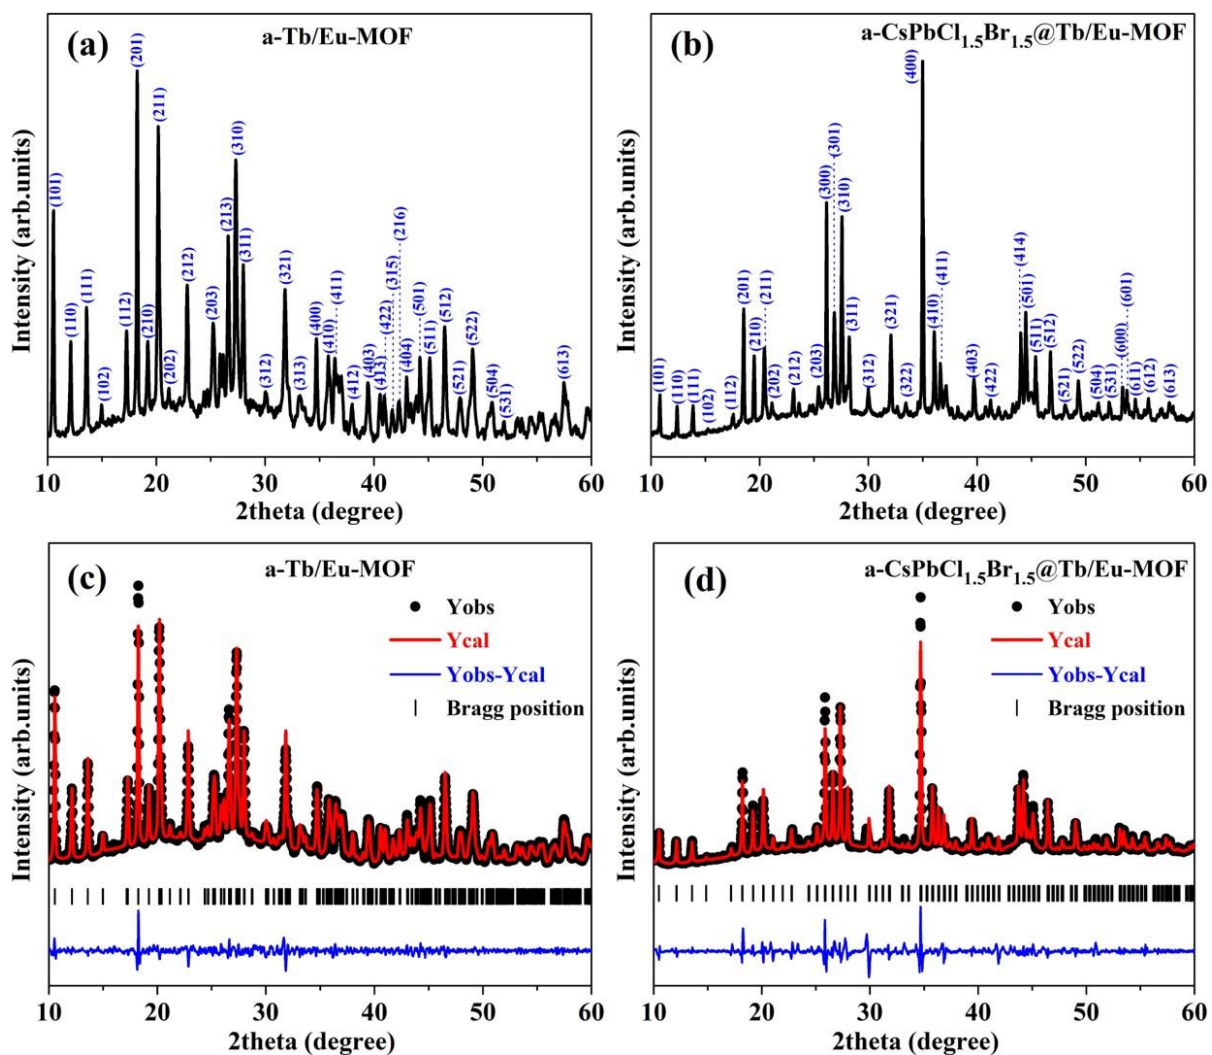 (a)
a-Tb/Eu-MOF
Intensity (arb.units)
(101)
(110)
(111)
(102)
(112)
(201)
(210)
(211)
(202)
(212)
(203)
(213)
(310)
(311)
(312)
(321)
(313)
(400)
(410)
(411)
(412)
(403)
(413)
(422)
(315)
(216)
(404)
(501)
(511)
(512)
(521)
(522)
(504)
(531)
(613)
10 20 30 40 50 60
2theta (degree)
(b)
a-CsPbCl1.5Br1.5@Tb/Eu-MOF
Intensity (arb.units)
(101)
(110)
(111)
(102)
(112)
(201)
(210)
(211)
(202)
(212)
(203)
(300)
(301)
(310)
(311)
(312)
(321)
(322)
(400)
(410)
(411)
(403)
(422)
(414)
(501)
(511)
(512)
(521)
(522)
(504)
(531)
(600)
(601)
(611)
(612)
(613)
10 20 30 40 50 60
2theta (degree)
(c)
a-Tb/Eu-MOF
Yobs
Ycal
Yobs-Ycal
Bragg position
Intensity (arb.units)
10 20 30 40 50 60
2theta (degree)
(d)
a-CsPbCl1.5Br1.5@Tb/Eu-MOF
Yobs
Ycal
Yobs-Ycal
Bragg position
Intensity (arb.units)
10 20 30 40 50 60
2theta (degree)